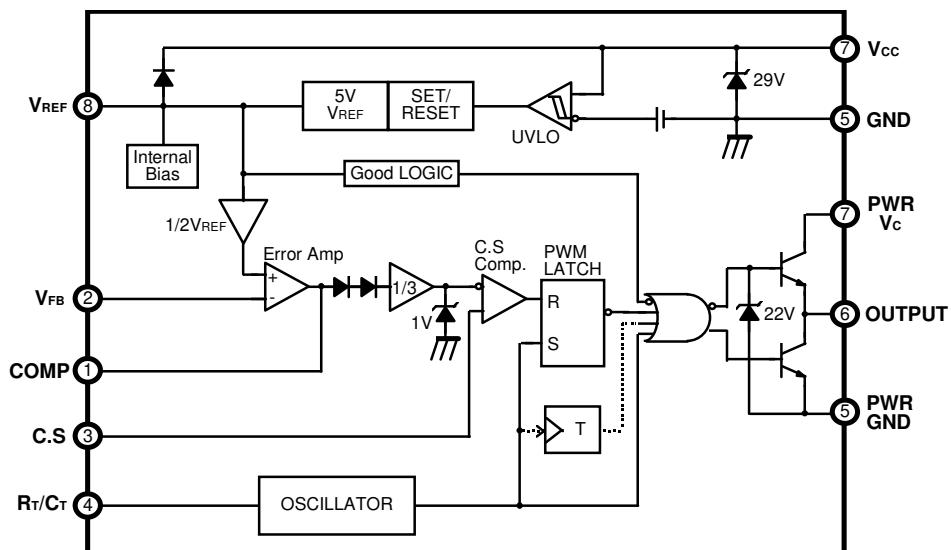 7 VCC
29V
VREF 8
5V VREF
SET/ RESET
UVLO
5 GND
Internal Bias
Good LOGIC
1/2VREF
PWR VC
7
Error Amp
+
-
1/3
1V
C.S Comp.
PWM LATCH
R
S
22V
VFB 2
6 OUTPUT
COMP 1
C.S 3
T
5 PWR GND
RT/CT 4
OSCILLATOR